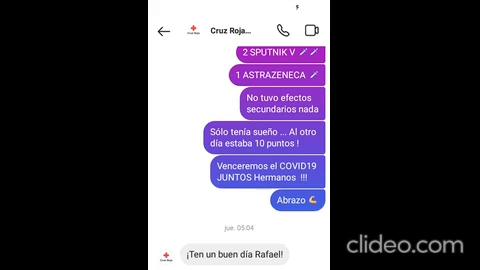 Cruz Roja...
2 SPUTNIK V 💉💉
1 ASTRAZENECA 💉
No tuvo efectos
secundarios nada
Sólo tenía sueño ... Al otro
día estaba 10 puntos !
Venceremos el COVID19
JUNTOS Hermanos !!!
Abrazo 💪
jue. 05:04
¡Ten un buen día Rafael!
clideo.com